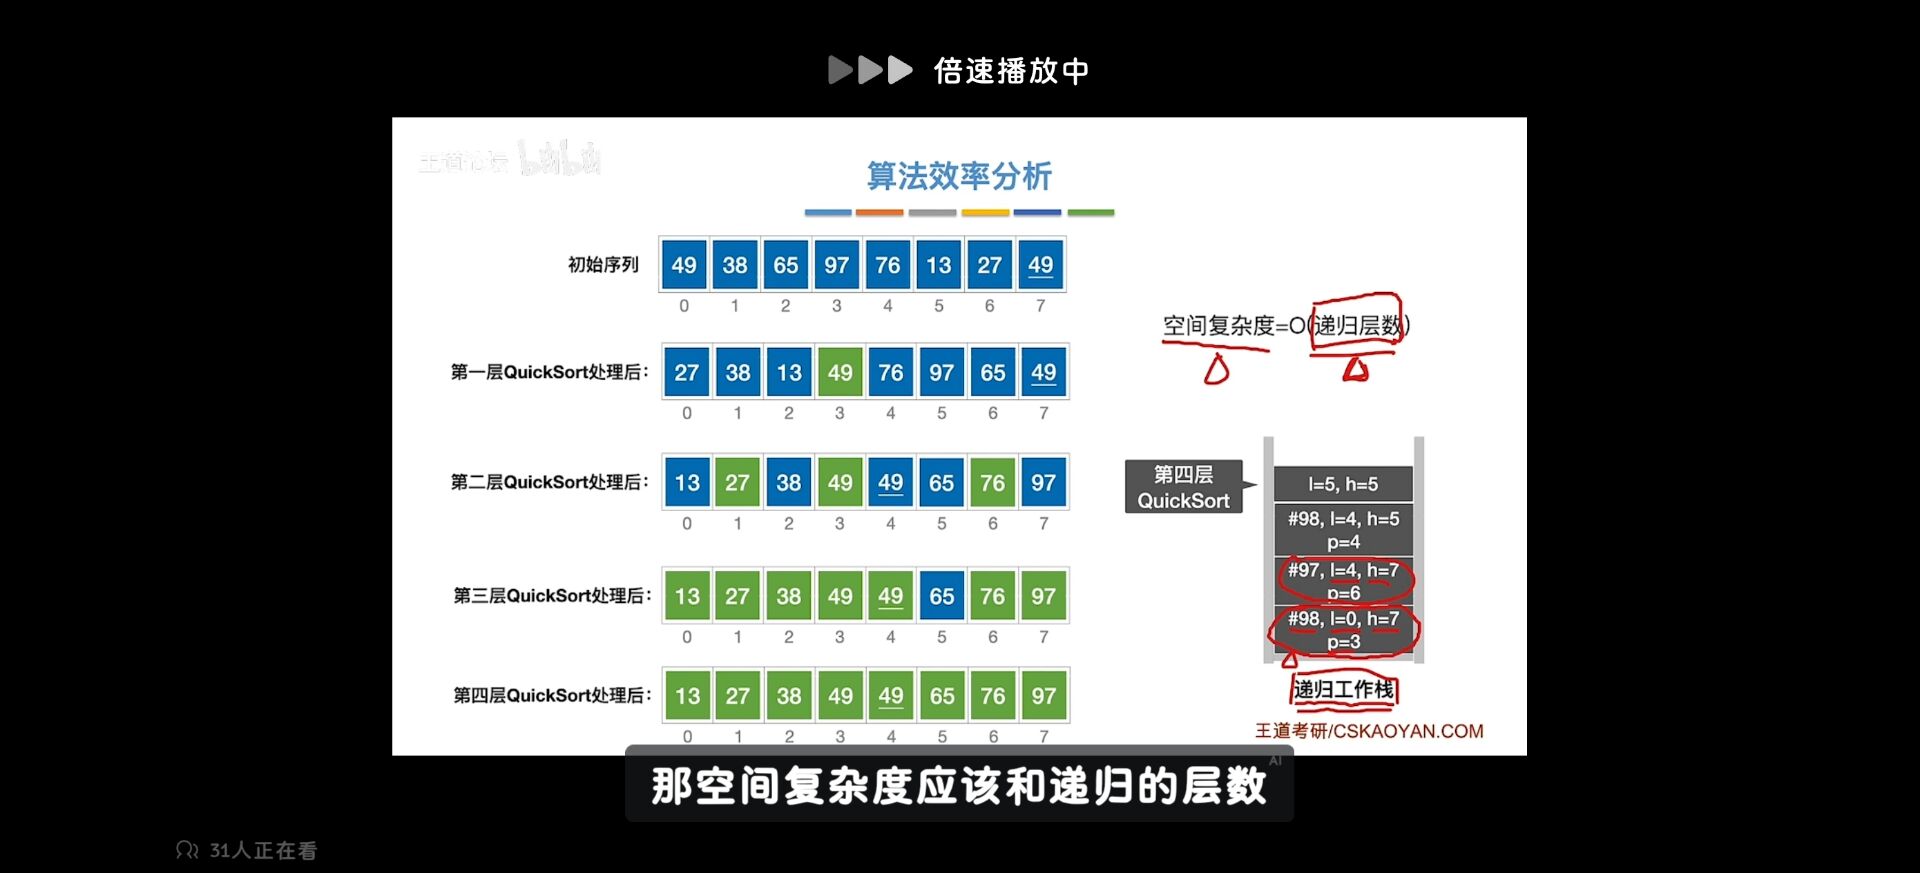 倍速播放中
王道论坛 bilibili
算法效率分析
初始序列 49 38 65 97 76 13 27 49
0 1 2 3 4 5 6 7
空间复杂度=O(递归层数)
第一层QuickSort处理后: 27 38 13 49 76 97 65 49
0 1 2 3 4 5 6 7
第二层QuickSort处理后: 13 27 38 49 49 65 76 97
0 1 2 3 4 5 6 7
第四层
QuickSort
l=5, h=5
#98, l=4, h=5
p=4
#97, l=4, h=7
p=6
#98, l=0, h=7
p=3
递归工作栈
第三层QuickSort处理后: 13 27 38 49 49 65 76 97
0 1 2 3 4 5 6 7
第四层QuickSort处理后: 13 27 38 49 49 65 76 97
0 1 2 3 4 5 6 7
王道考研/CSKAOYAN.COM
AI
那空间复杂度应该和递归的层数
31人正在看